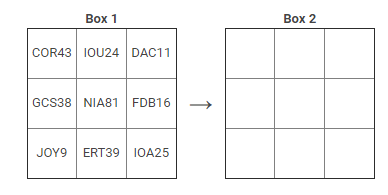 Box 1 Box 2
COR43 IOU24 DAC11
GCS38 NIA81 FDB16
JOY9 ERT39 IOA25